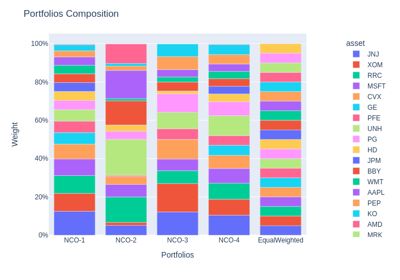 Portfolios Composition
100%
80%
60%
40%
20%
0%
Weight
NCO-1
NCO-2
NCO-3
NCO-4
EqualWeighted
Portfolios
asset
JNJ
XOM
RRC
MSFT
CVX
GE
PFE
UNH
PG
HD
JPM
BBY
WMT
AAPL
PEP
KO
AMD
MRK